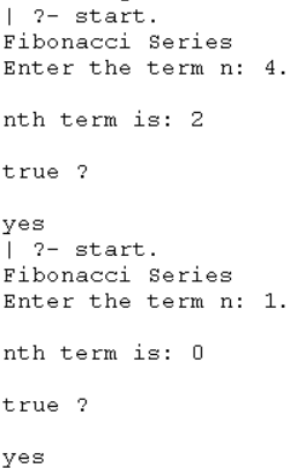 | ?- start.
Fibonacci Series
Enter the term n: 4.
nth term is: 2
true ?
yes
| ?- start.
Fibonacci Series
Enter the term n: 1.
nth term is: 0
true ?
yes